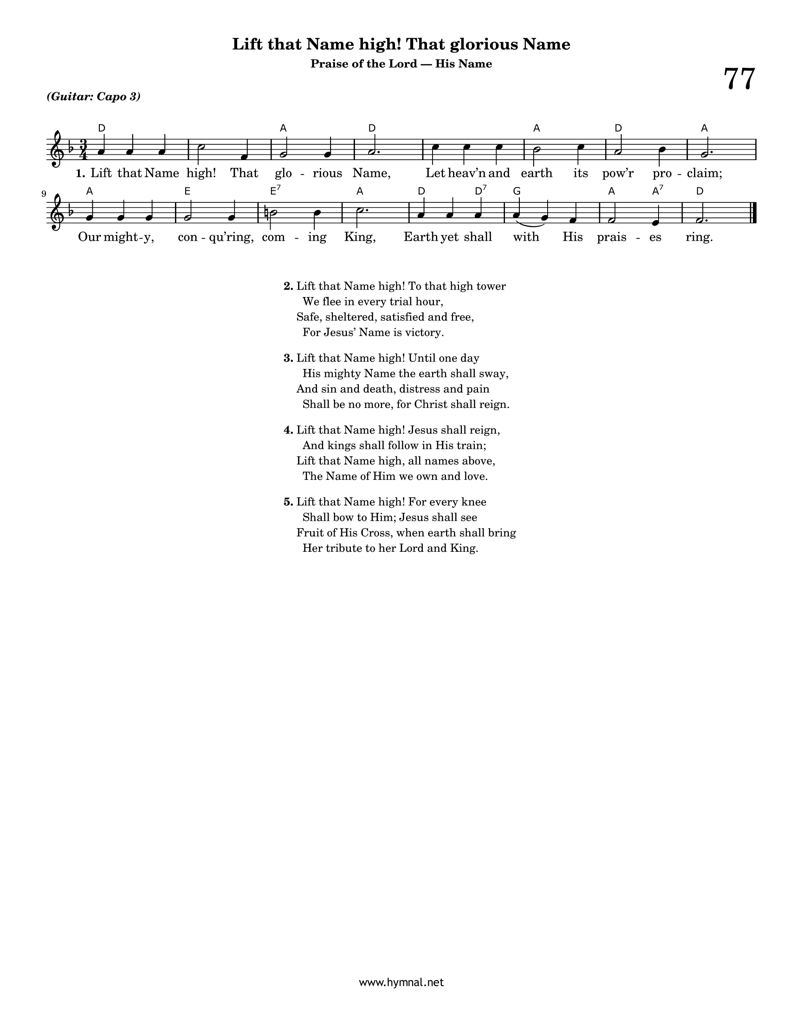 Lift that Name high! That glorious Name
Praise of the Lord — His Name
77
(Guitar: Capo 3)
D A D A D A
1. Lift that Name high! That glo - rious Name, Let heav'n and earth its pow'r pro - claim;
9
A E E7 A D D7 G A A7 D
Our might-y, con - qu'ring, com - ing King, Earth yet shall with His prais - es ring.
2. Lift that Name high! To that high tower
We flee in every trial hour,
Safe, sheltered, satisfied and free,
For Jesus' Name is victory.
3. Lift that Name high! Until one day
His mighty Name the earth shall sway,
And sin and death, distress and pain
Shall be no more, for Christ shall reign.
4. Lift that Name high! Jesus shall reign,
And kings shall follow in His train;
Lift that Name high, all names above,
The Name of Him we own and love.
5. Lift that Name high! For every knee
Shall bow to Him; Jesus shall see
Fruit of His Cross, when earth shall bring
Her tribute to her Lord and King.
www.hymnal.net